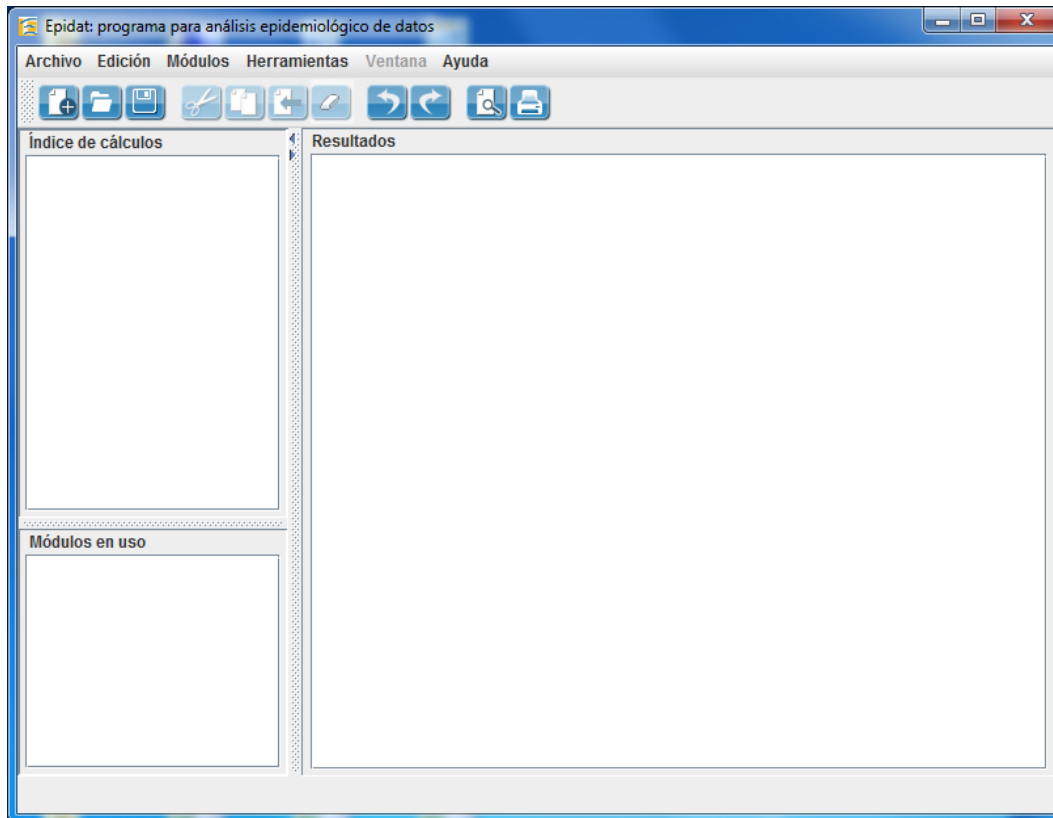 Epidat: programa para análisis epidemiológico de datos
Archivo Edición Módulos Herramientas Ventana Ayuda
Índice de cálculos
Resultados
Módulos en uso